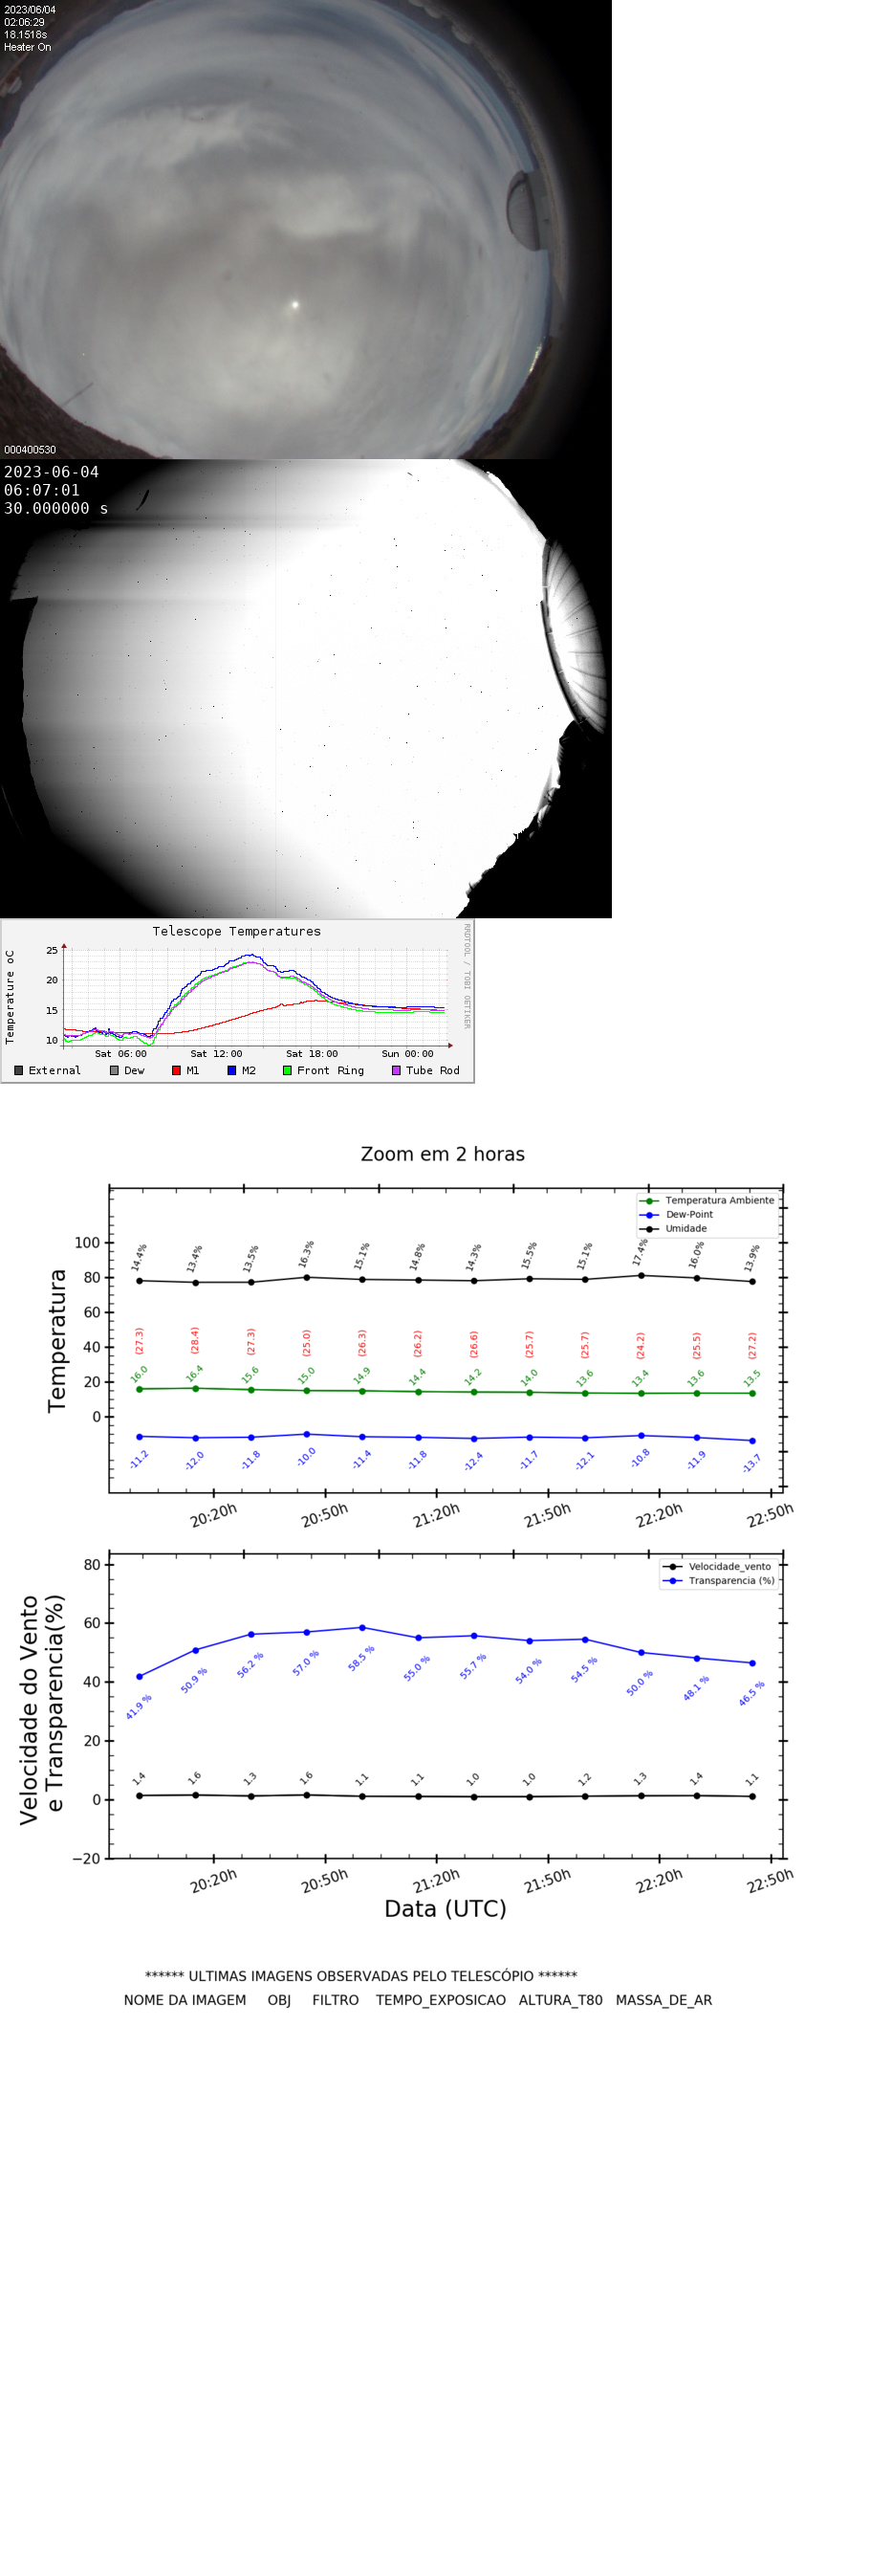 2023/06/04
02:06:29
18.1518s
Heater On
000400530
2023-06-04
06:07:01
30.000000 s
Telescope Temperatures
RRDTOOL / TOBI OETIKER
Temperature oC
25
20
15
10
Sat 06:00 Sat 12:00 Sat 18:00 Sun 00:00
External Dew M1 M2 Front Ring Tube Rod
Zoom em 2 horas
Temperatura Ambiente
Dew-Point
Umidade
Temperatura
100
80
60
40
20
0
14.4% 13.4% 13.5% 16.3% 15.1% 14.8% 14.3% 15.5% 15.1% 17.4% 16.0% 13.9%
(27.3) (28.4) (27.3) (25.0) (26.3) (26.2) (26.6) (25.7) (25.7) (24.2) (25.5) (27.2)
16.0 16.4 15.6 15.0 14.9 14.4 14.2 14.0 13.6 13.4 13.6 13.5
-11.2 -12.0 -11.8 -10.0 -11.4 -11.8 -12.4 -11.7 -12.1 -10.8 -11.9 -13.7
20:20h 20:50h 21:20h 21:50h 22:20h 22:50h
Velocidade_vento
Transparencia (%)
Velocidade do Vento
e Transparencia(%)
80
60
40
20
0
−20
41.9 % 50.9 % 56.2 % 57.0 % 58.5 % 55.0 % 55.7 % 54.0 % 54.5 % 50.0 % 48.1 % 46.5 %
1.4 1.6 1.3 1.6 1.1 1.1 1.0 1.0 1.2 1.3 1.4 1.1
20:20h 20:50h 21:20h 21:50h 22:20h 22:50h
Data (UTC)
****** ULTIMAS IMAGENS OBSERVADAS PELO TELESCÓPIO ******
NOME DA IMAGEM OBJ FILTRO TEMPO_EXPOSICAO ALTURA_T80 MASSA_DE_AR